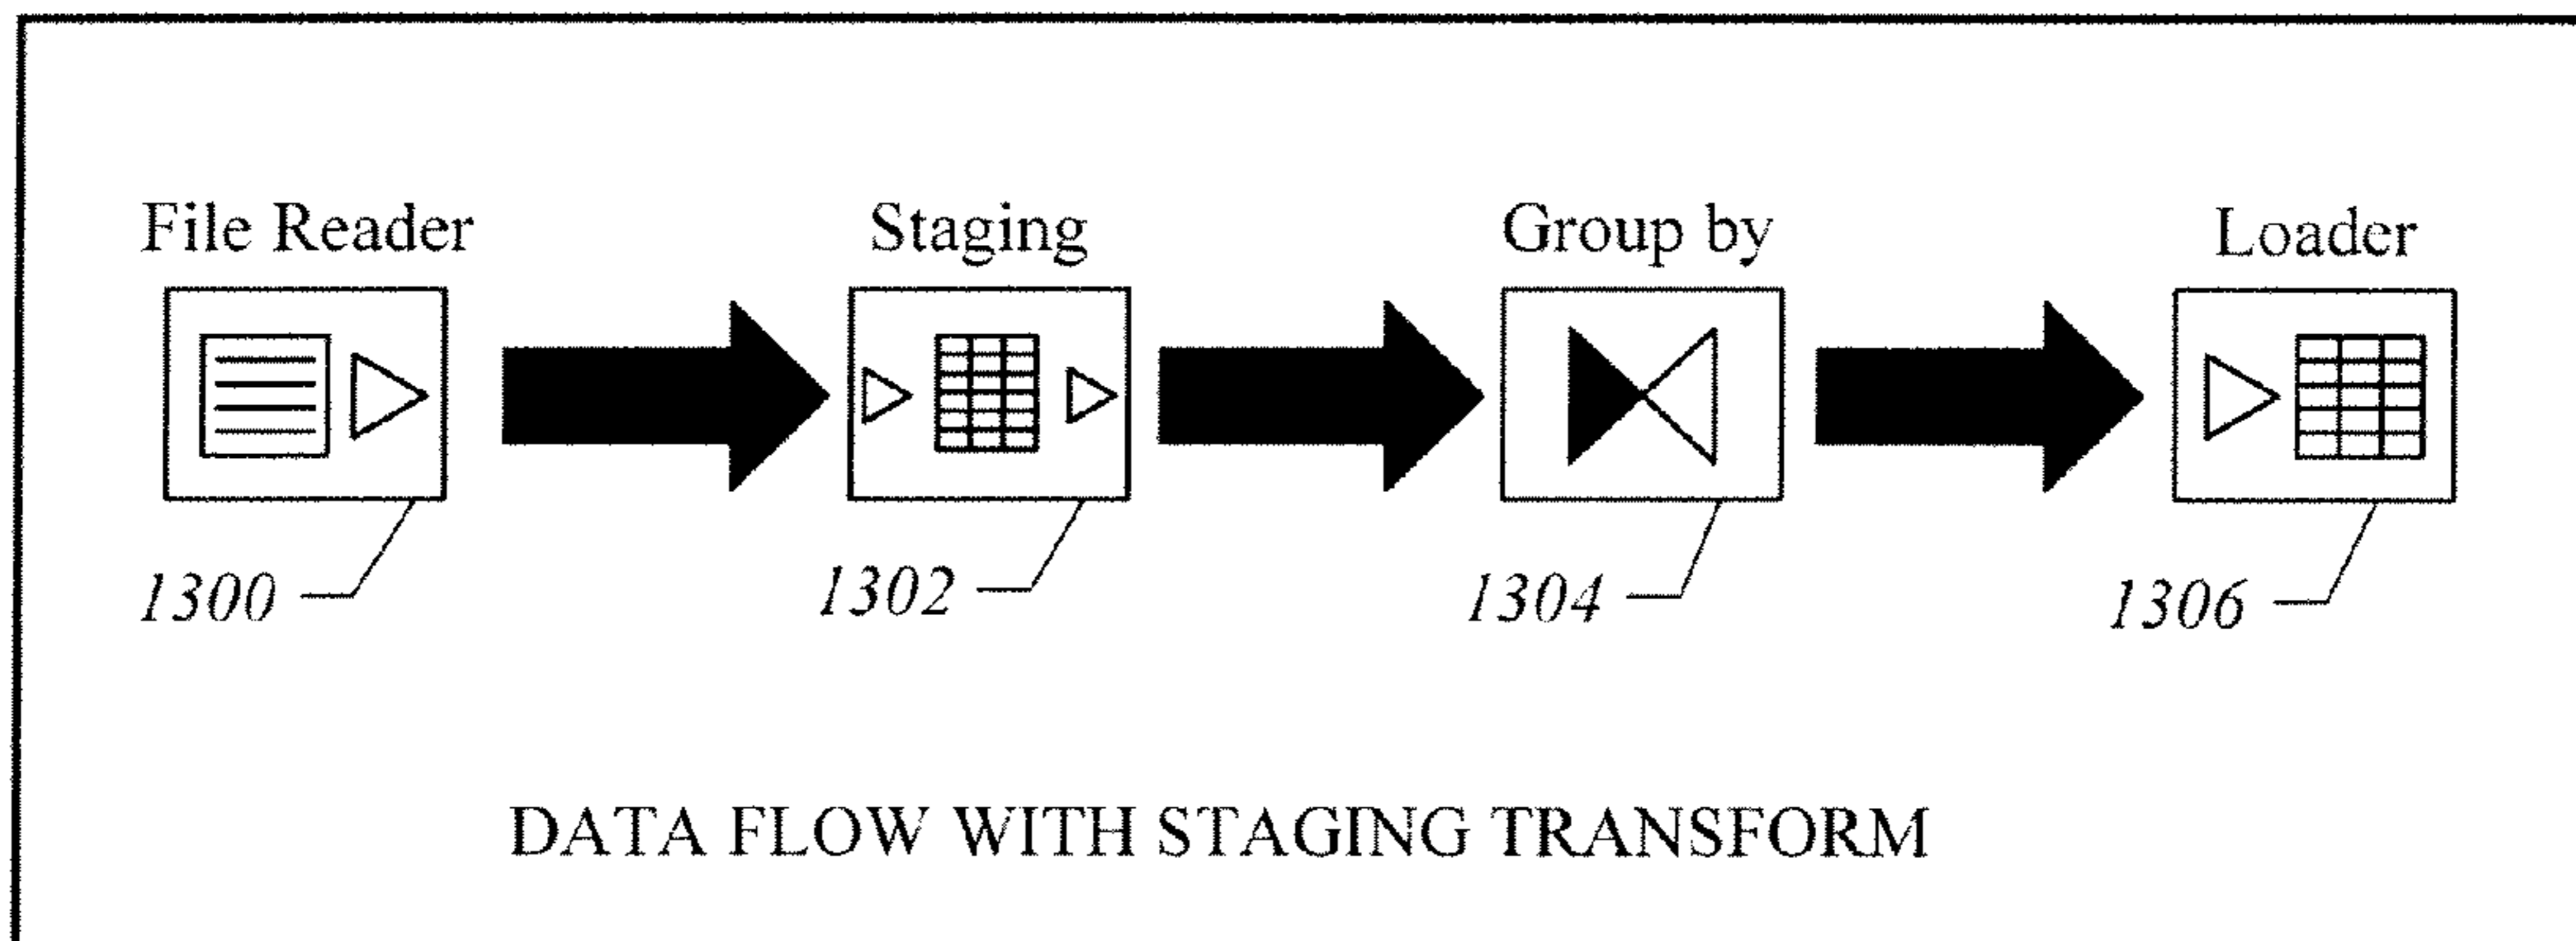 File Reader Staging Group by Loader
1300 1302 1304 1306
DATA FLOW WITH STAGING TRANSFORM